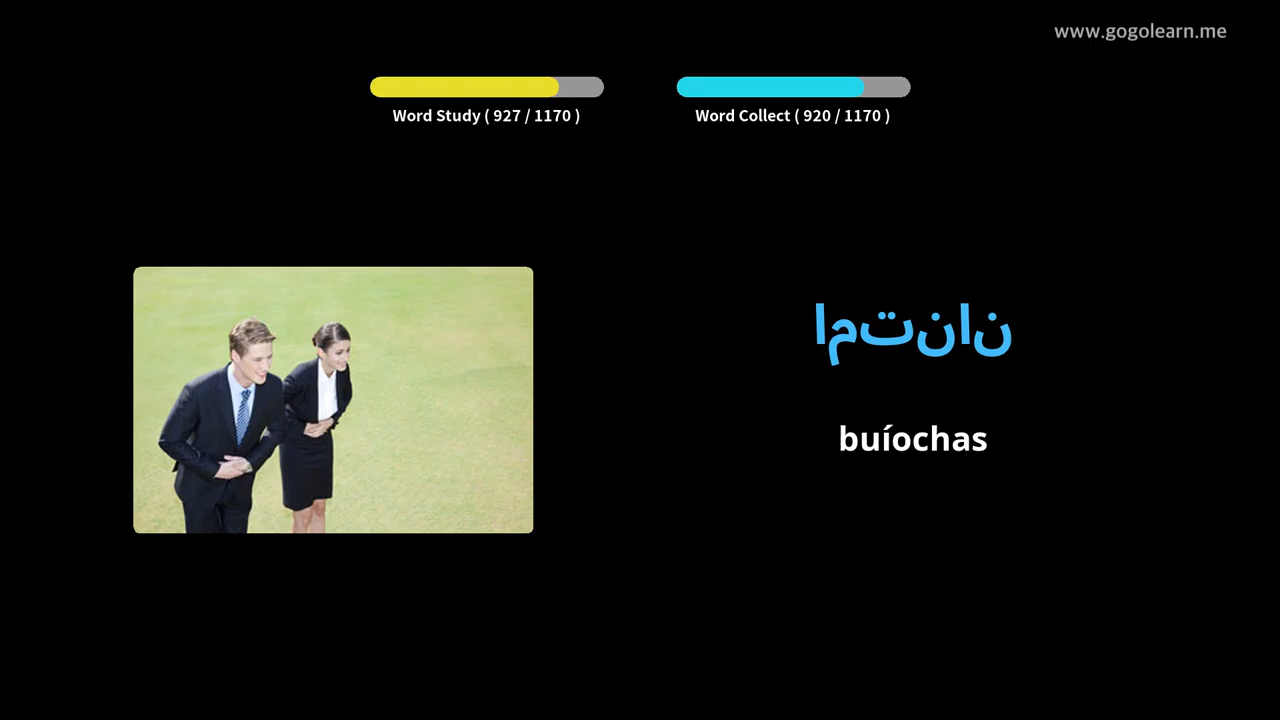 www.gogolearn.me
Word Study ( 927 / 1170 )
Word Collect ( 920 / 1170 )
امتنان
buíochas